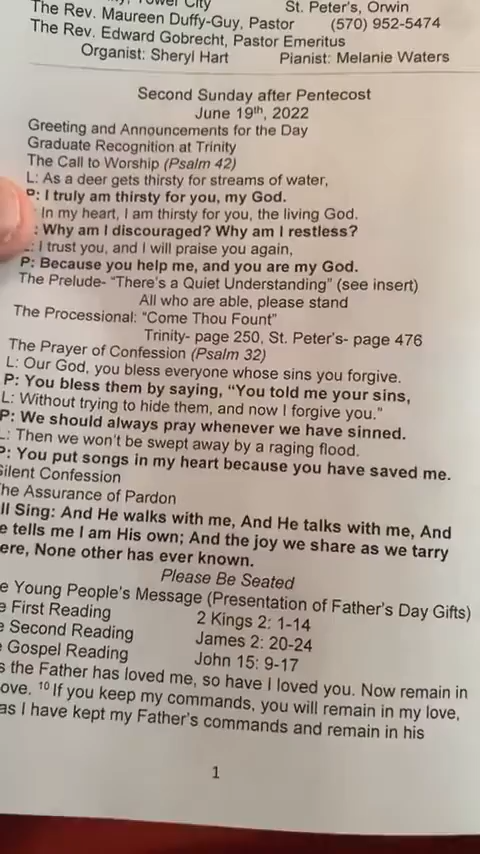 Tower City St. Peter's, Orwin
The Rev. Maureen Duffy-Guy, Pastor (570) 952-5474
The Rev. Edward Gobrecht, Pastor Emeritus
Organist: Sheryl Hart Pianist: Melanie Waters
Second Sunday after Pentecost
June 19th, 2022
Greeting and Announcements for the Day
Graduate Recognition at Trinity
The Call to Worship (Psalm 42)
L: As a deer gets thirsty for streams of water,
P: I truly am thirsty for you, my God.
In my heart, I am thirsty for you, the living God.
: Why am I discouraged? Why am I restless?
L: I trust you, and I will praise you again,
P: Because you help me, and you are my God.
The Prelude- "There's a Quiet Understanding" (see insert)
All who are able, please stand
The Processional: "Come Thou Fount"
Trinity- page 250, St. Peter's- page 476
The Prayer of Confession (Psalm 32)
L: Our God, you bless everyone whose sins you forgive.
P: You bless them by saying, "You told me your sins,
L: Without trying to hide them, and now I forgive you."
P: We should always pray whenever we have sinned.
L: Then we won't be swept away by a raging flood.
P: You put songs in my heart because you have saved me.
Silent Confession
The Assurance of Pardon
ll Sing: And He walks with me, And He talks with me, And
e tells me I am His own; And the joy we share as we tarry
ere, None other has ever known.
Please Be Seated
e Young People's Message (Presentation of Father's Day Gifts)
e First Reading 2 Kings 2: 1-14
e Second Reading James 2: 20-24
Gospel Reading John 15: 9-17
s the Father has loved me, so have I loved you. Now remain in
ove. 10 If you keep my commands, you will remain in my love,
as I have kept my Father's commands and remain in his
1